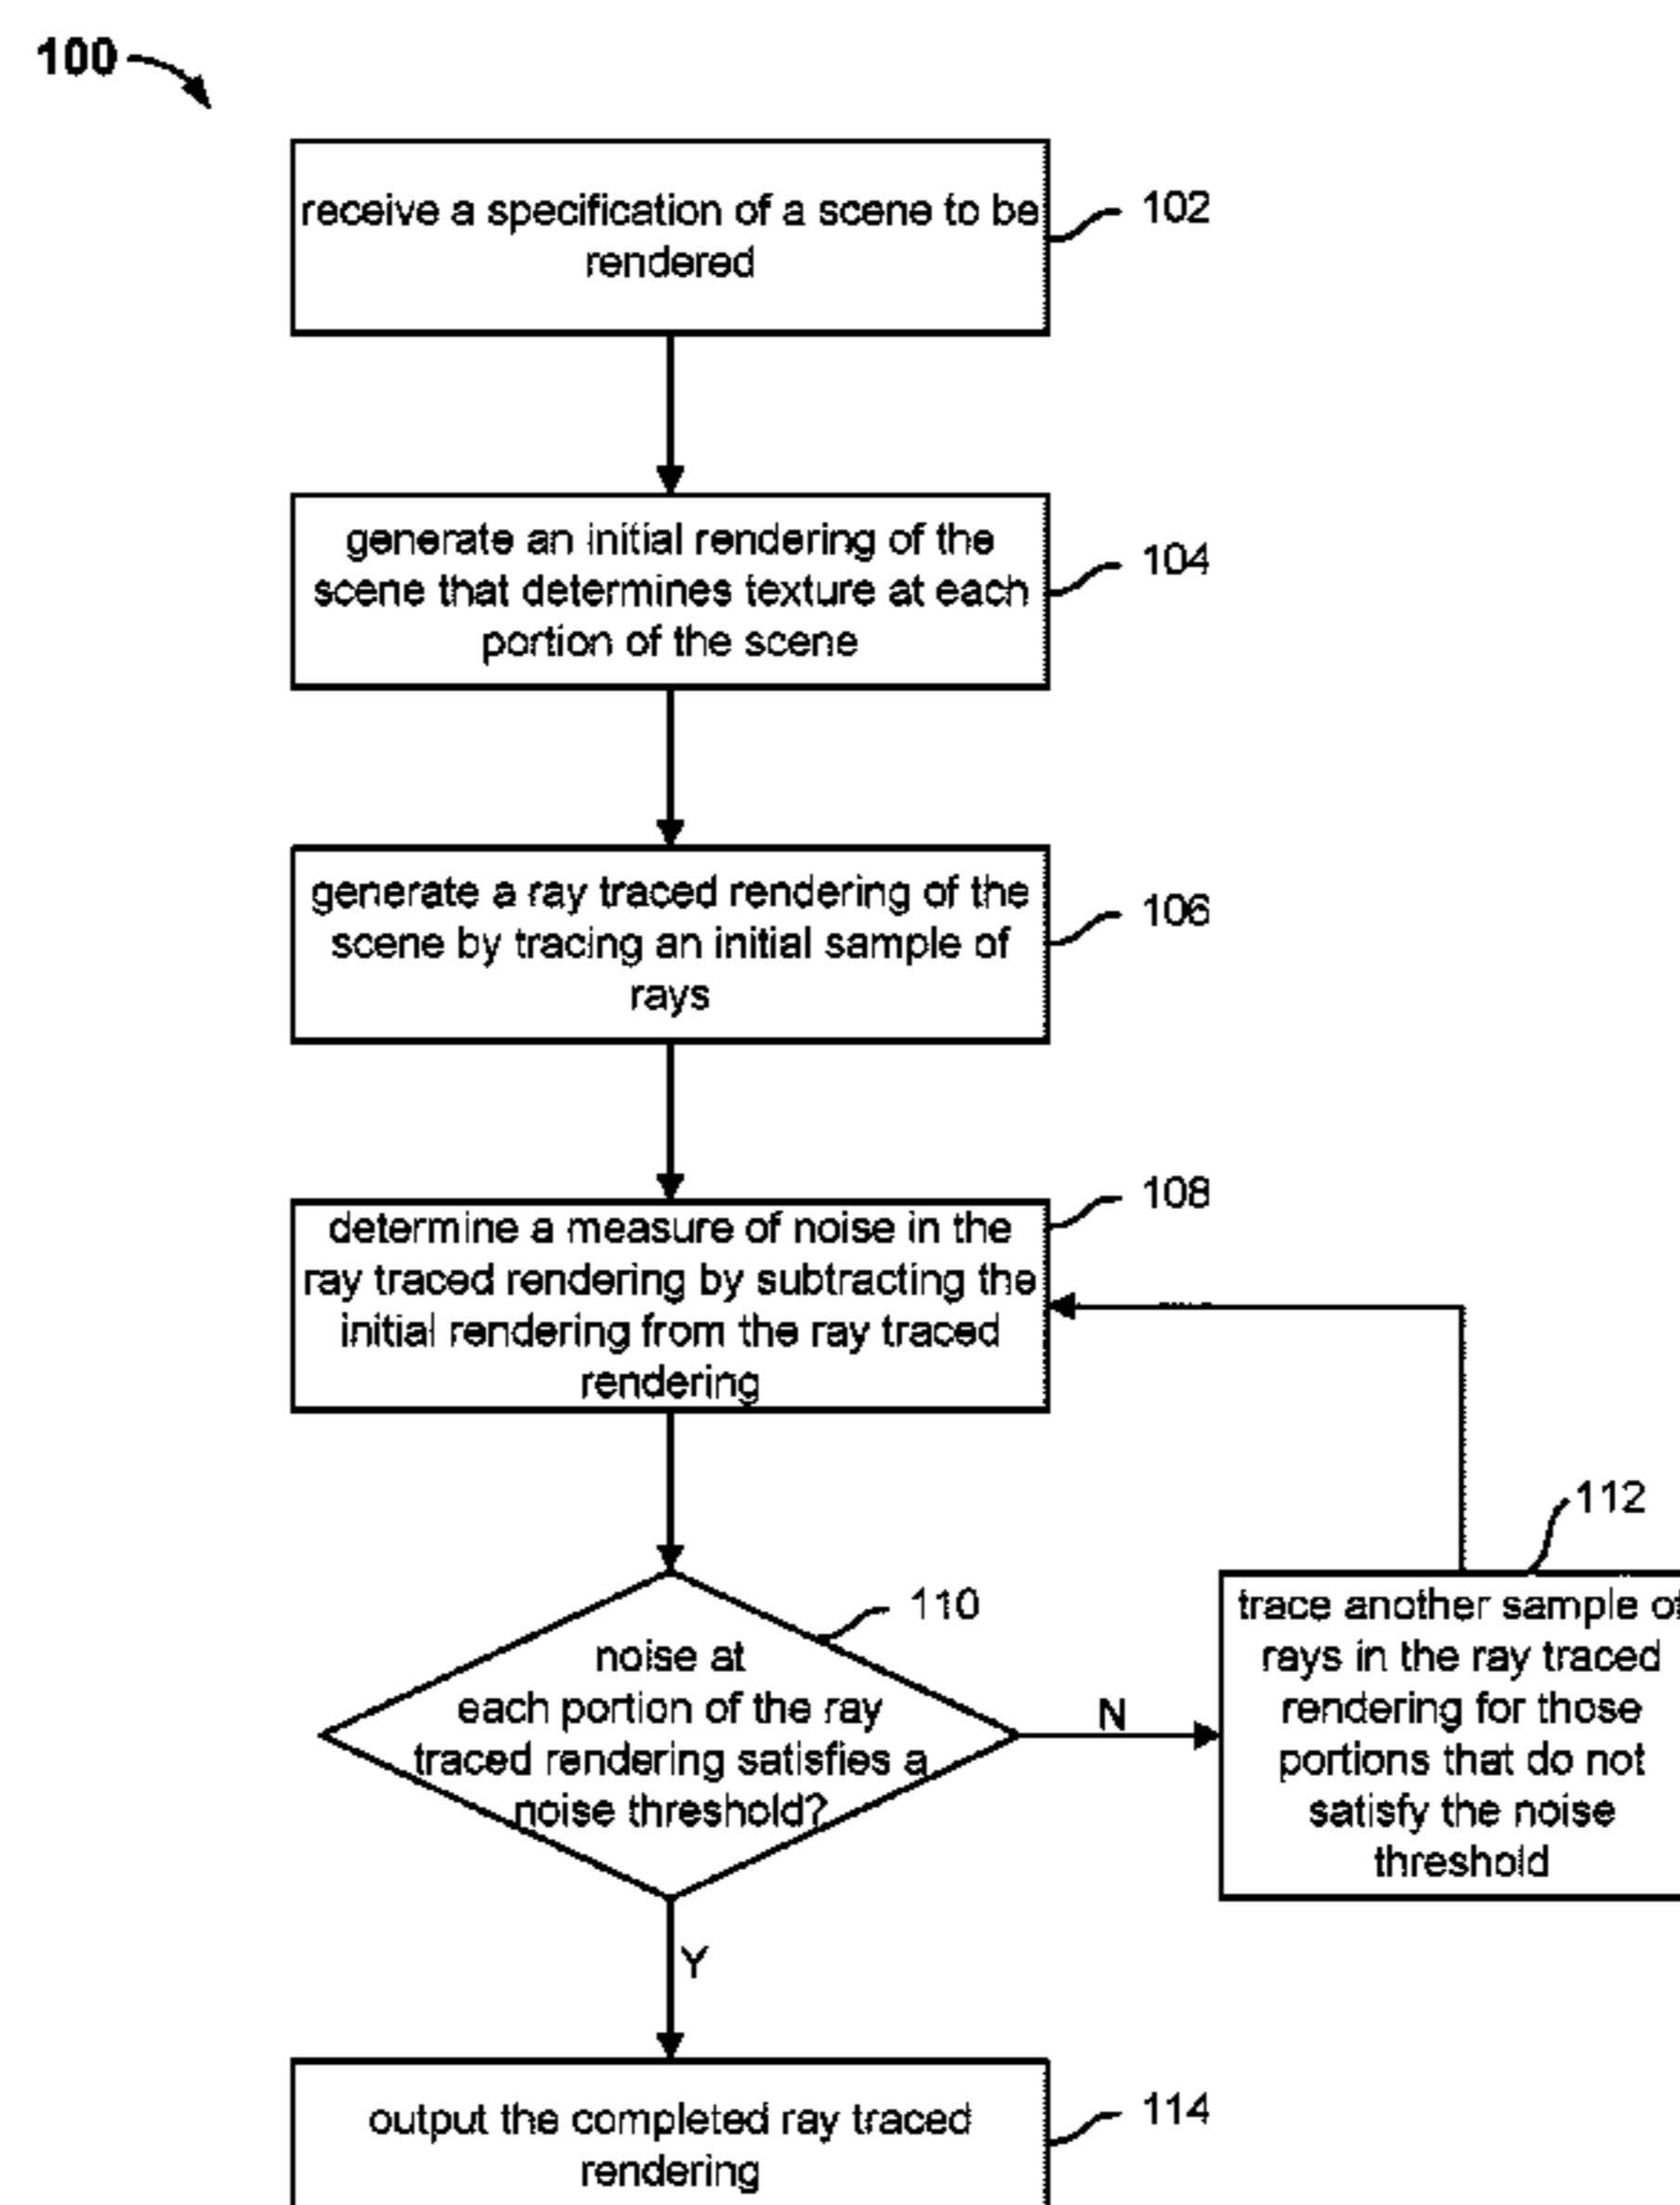 100
receive a specification of a scene to be
rendered
102
generate an initial rendering of the
scene that determines texture at each
portion of the scene
104
generate a ray traced rendering of the
scene by tracing an initial sample of
rays
106
determine a measure of noise in the
ray traced rendering by subtracting the
initial rendering from the ray traced
rendering
108
noise at
each portion of the ray
traced rendering satisfies a
noise threshold?
110
N
112
trace another sample of
rays in the ray traced
rendering for those
portions that do not
satisfy the noise
threshold
Y
output the completed ray traced
rendering
114